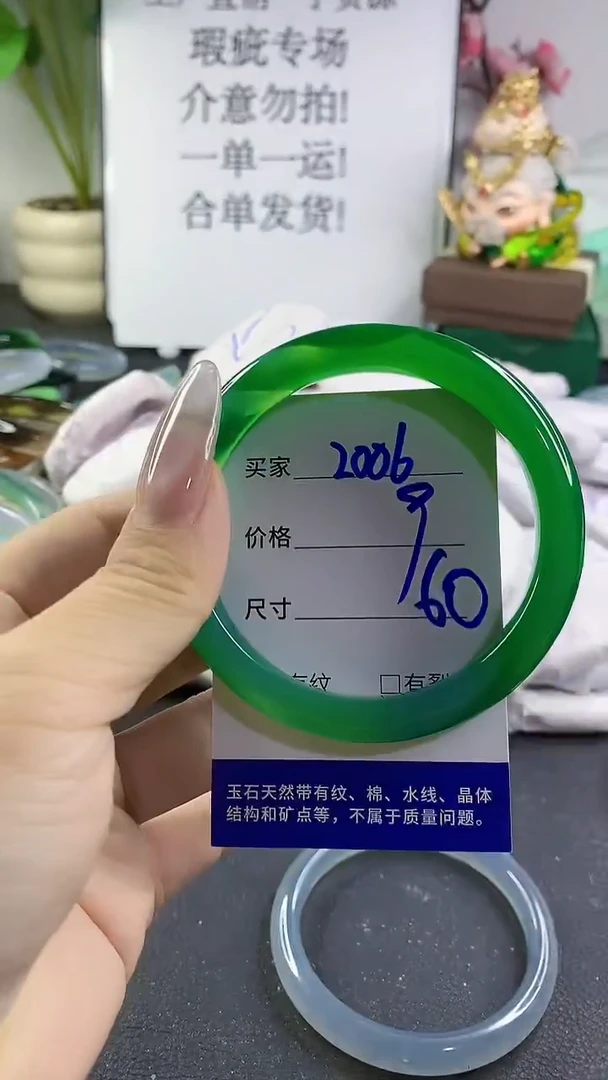 瑕疵专场
介意勿拍!
一单一运!
合单发货!
买家 2006
价格
尺寸 60
有纹 □有裂
玉石天然带有纹、棉、水线、晶体
结构和矿点等，不属于质量问题。